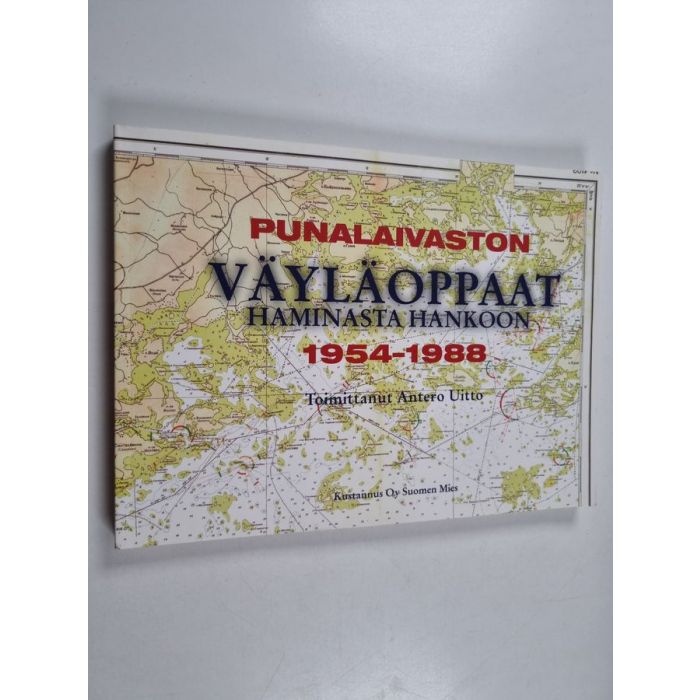 PUNALAIVASTON
VÄYLÄOPPAAT
HAMINASTA HANKOON
1954-1988
Toimittanut Antero Uitto
Kustannus Oy Suomen Mies